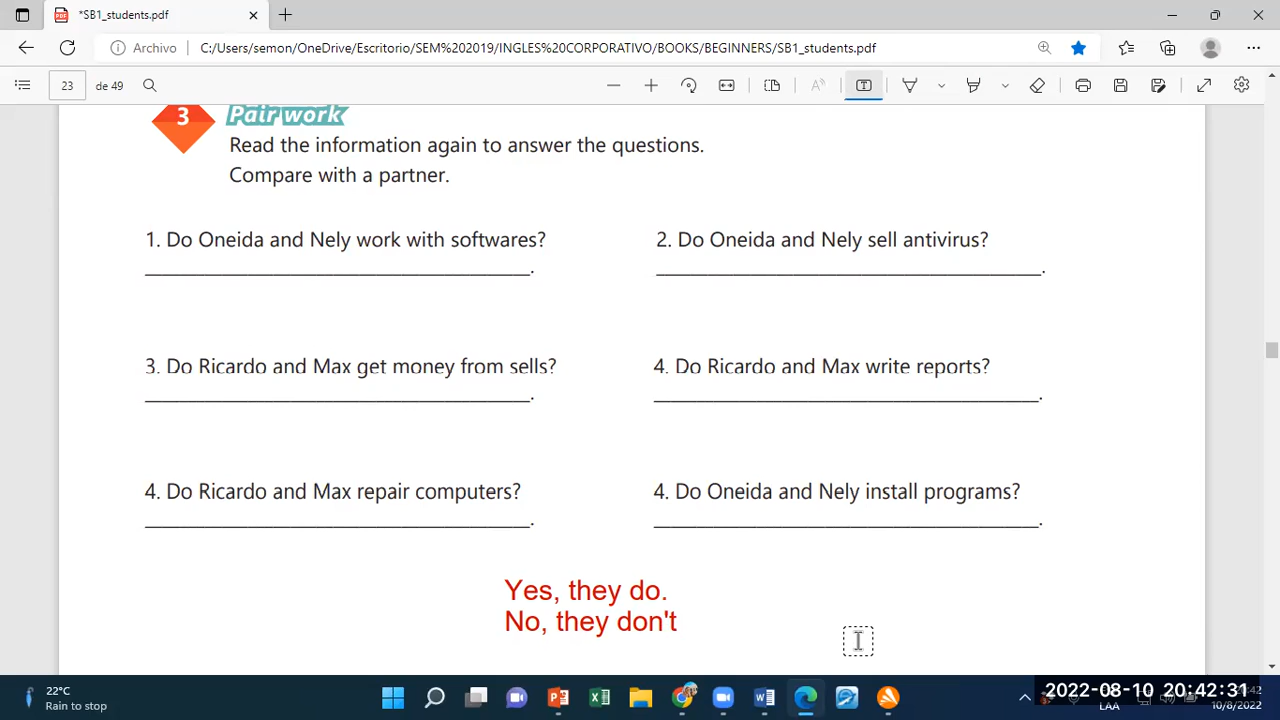 *SB1_students.pdf
Archivo
C:/Users/semon/OneDrive/Escritorio/SEM%202019/INGLES%20CORPORATIVO/BOOKS/BEGINNERS/SB1_students.pdf
23 de 49
3 Pair work
Read the information again to answer the questions.
Compare with a partner.
1. Do Oneida and Nely work with softwares? 2. Do Oneida and Nely sell antivirus?
3. Do Ricardo and Max get money from sells? 4. Do Ricardo and Max write reports?
4. Do Ricardo and Max repair computers? 4. Do Oneida and Nely install programs?
Yes, they do.
No, they don't
22°C
Rain to stop
2022-08-10 20:42:31
LAA 10/8/2022